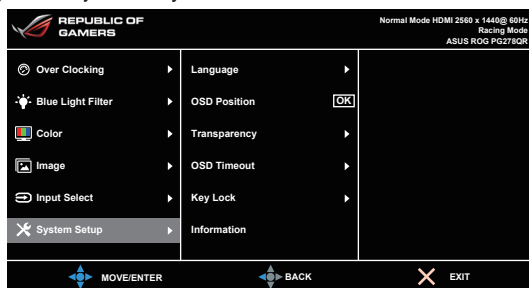 REPUBLIC OF
GAMERS
Normal Mode HDMI 2560 x 1440@ 60Hz
Racing Mode
ASUS ROG PG278QR
Over Clocking
Blue Light Filter
Color
Image
Input Select
System Setup
Language
OSD Position OK
Transparency
OSD Timeout
Key Lock
Information
MOVE/ENTER
BACK
EXIT